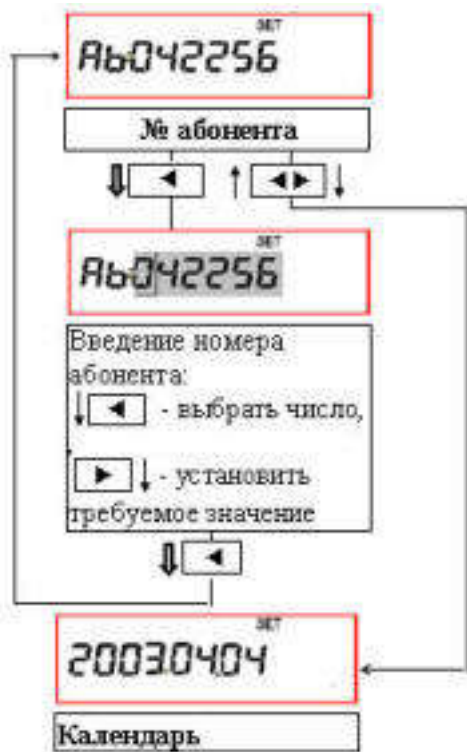 SET
Ab042256
№ абонента
SET
Ab042256
Введение номера
абонента:
- выбрать число,
- установить
требуемое значение
SET
2003.04.04
Календарь